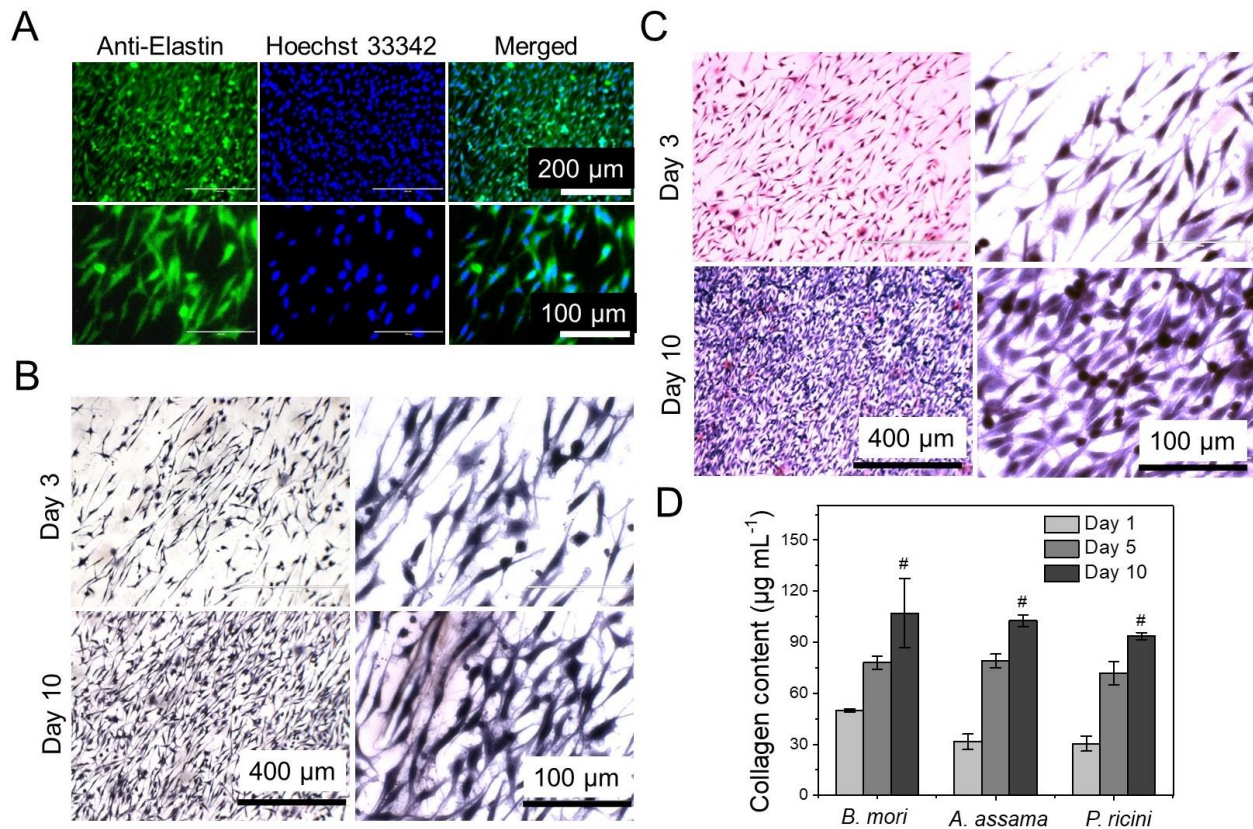 A
Anti-Elastin Hoechst 33342 Merged
200 µm
100 µm
B
Day 3
Day 10
400 µm
100 µm
C
Day 3
Day 10
400 µm
100 µm
D
Collagen content (µg mL⁻¹)
150
120
90
60
30
0
Day 1
Day 5
Day 10
# # #
B. mori A. assama P. ricini